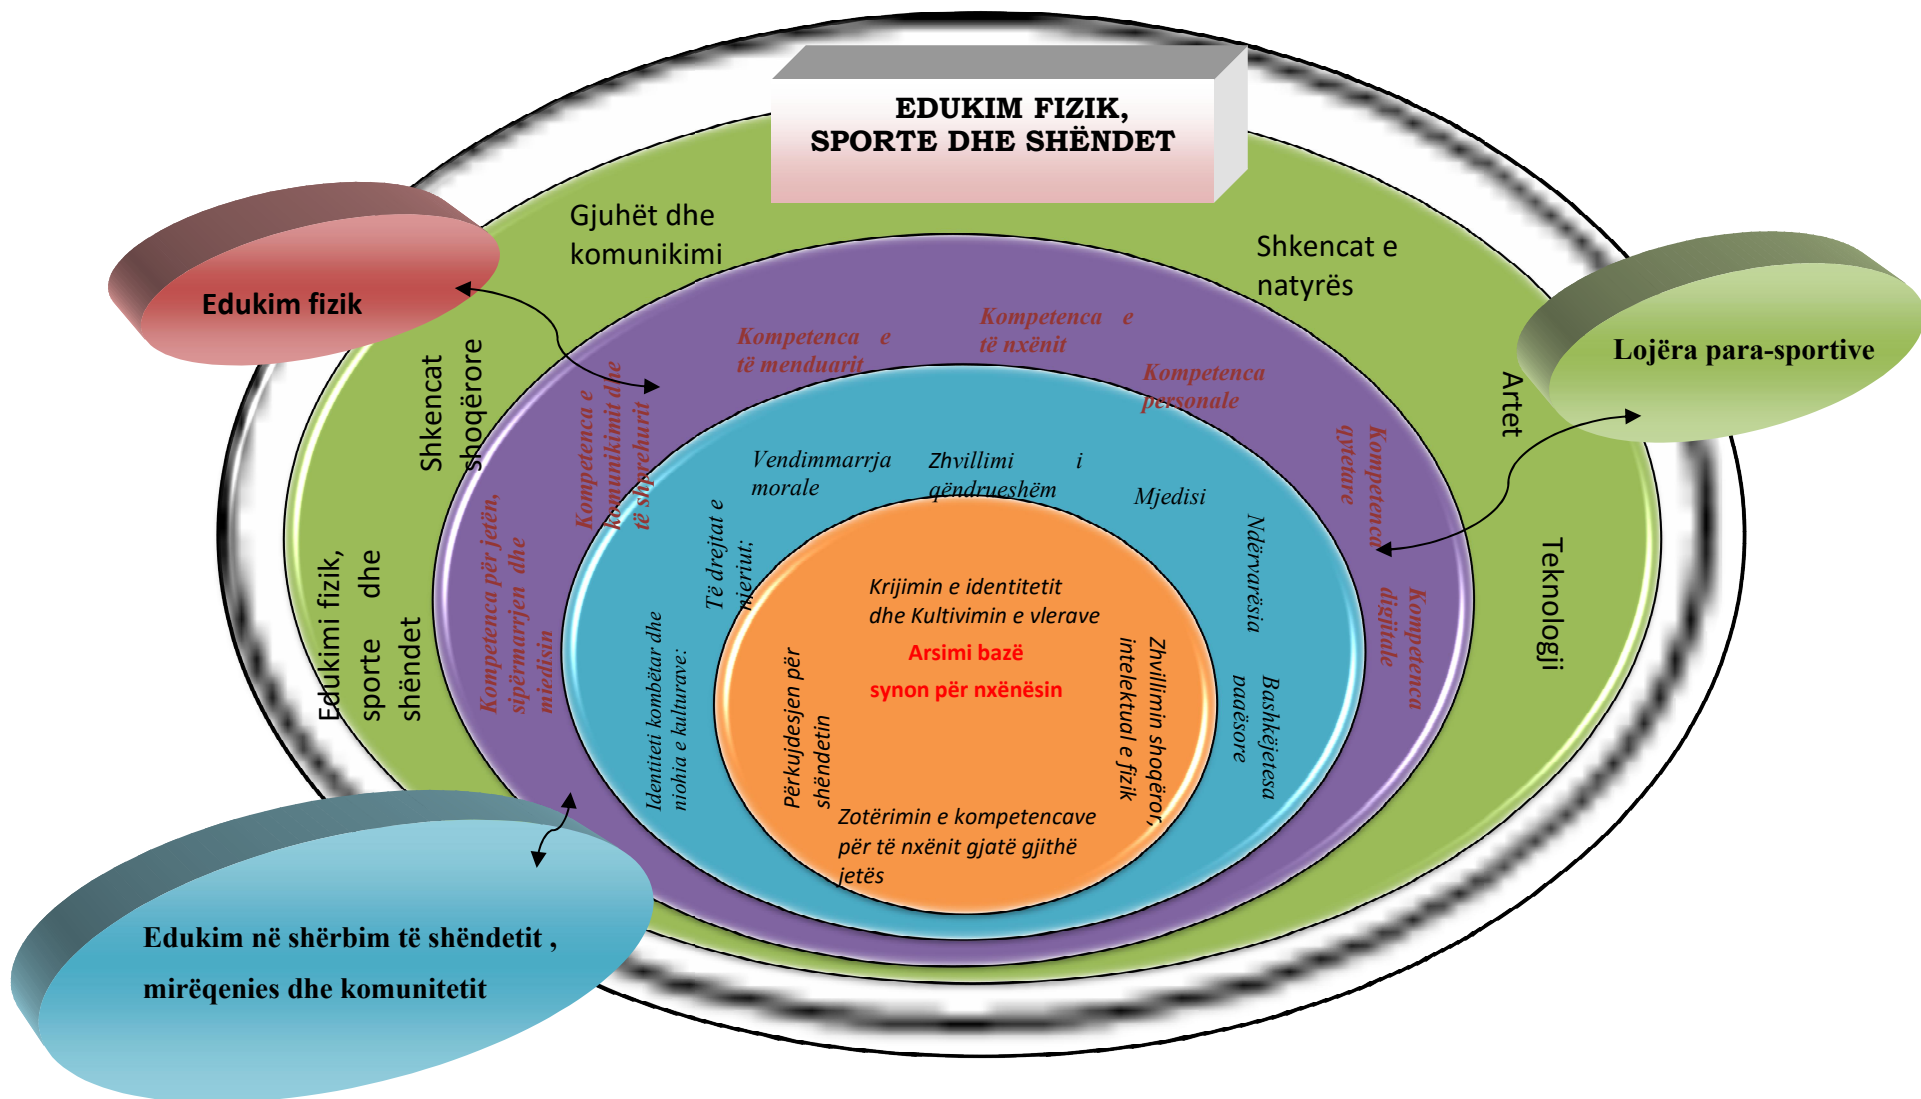 EDUKIM FIZIK,
SPORTE DHE SHËNDET
Gjuhët dhe
komunikimi
Shkencat e
natyrës
Edukim fizik
Lojëra para-sportive
Shkencat
shoqërore
Artet
Teknologji
Edukimi fizik,
sporte dhe
shëndet
Kompetenca e
të menduarit
Kompetenca e
të nxënit
Kompetenca
personale
Kompetenca e
komunikimit dhe
të shprehurit
Kompetenca
qytetare
Kompetenca
digjitale
Kompetenca për jetën,
sipërmarrjen dhe
mjedisin
Vendimmarrja
morale
Zhvillimi i
qëndrueshëm
Mjedisi
Të drejtat e
njeriut;
Ndërvarësia
Identiteti kombëtar dhe
njohja e kulturave:
Bashkëjetesa
paqësore
Krijimin e identitetit
dhe Kultivimin e vlerave
Arsimi bazë
synon për nxënësin
Përkujdesjen për
shëndetin
Zhvillimin shoqëror,
intelektual e fizik
Zotërimin e kompetencave
për të nxënit gjatë gjithë
jetës
Edukim në shërbim të shëndetit ,
mirëqenies dhe komunitetit